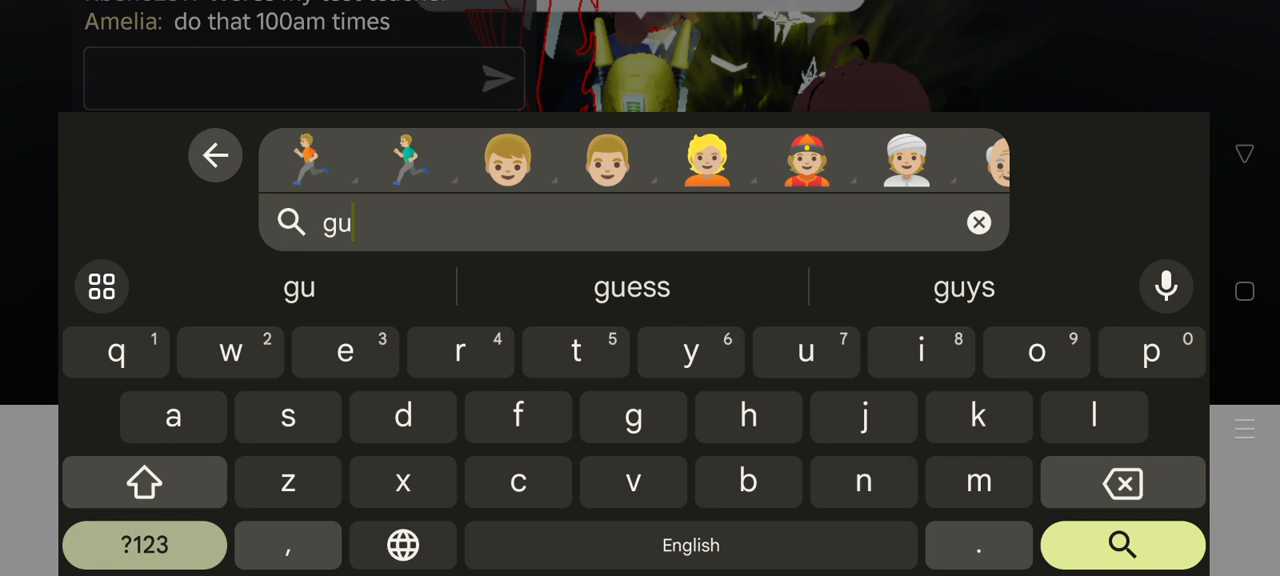 Amelia: do that 100am times
gu
gu guess guys
q 1 w 2 e 3 r 4 t 5 y 6 u 7 i 8 o 9 p 0
a s d f g h j k l
z x c v b n m
?123 , English .